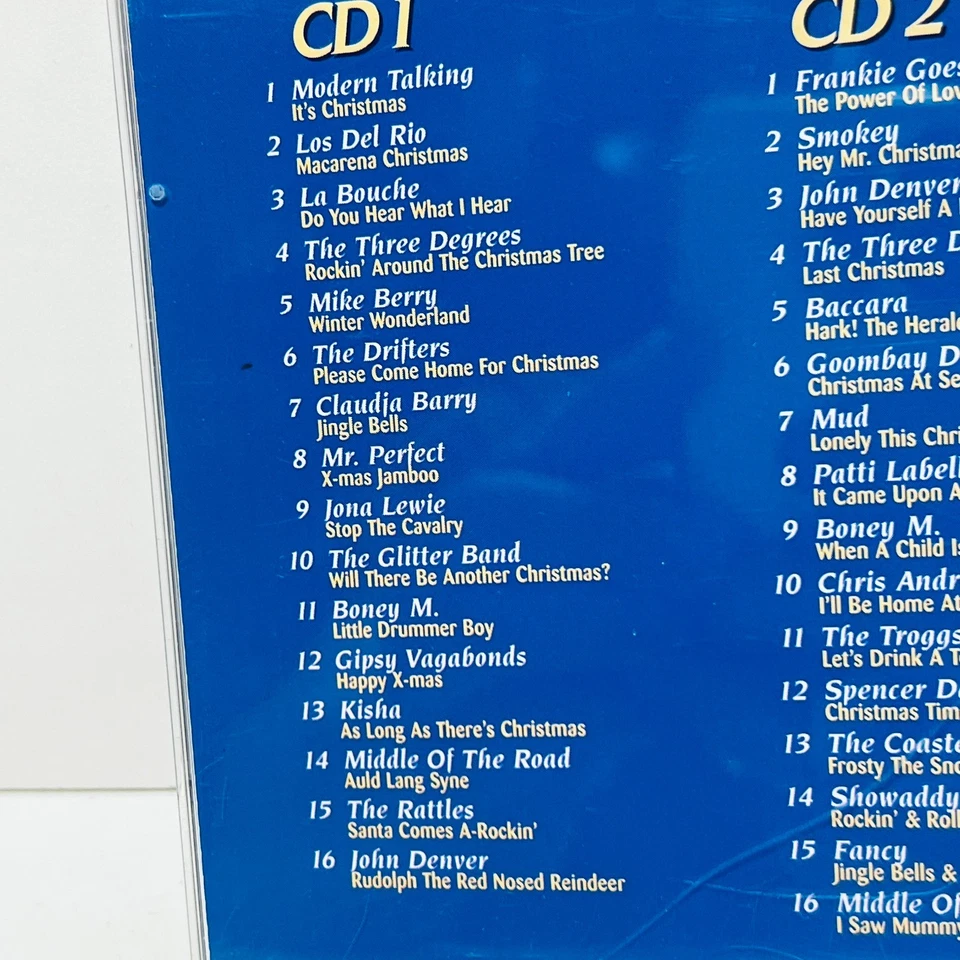 CD 1
1 Modern Talking
It's Christmas
2 Los Del Rio
Macarena Christmas
3 La Bouche
Do You Hear What I Hear
4 The Three Degrees
Rockin' Around The Christmas Tree
5 Mike Berry
Winter Wonderland
6 The Drifters
Please Come Home For Christmas
7 Claudja Barry
Jingle Bells
8 Mr. Perfect
X-mas Jamboo
9 Jona Lewie
Stop The Cavalry
10 The Glitter Band
Will There Be Another Christmas?
11 Boney M.
Little Drummer Boy
12 Gipsy Vagabonds
Happy X-mas
13 Kisha
As Long As There's Christmas
14 Middle Of The Road
Auld Lang Syne
15 The Rattles
Santa Comes A-Rockin'
16 John Denver
Rudolph The Red Nosed Reindeer
CD 2
1 Frankie Goes
The Power Of
2 Smokey
Hey Mr.
3 John Denver
Have Yourself A
4 The Three
Last Christmas
5 Baccara
Hark! The
6 Goombay
Christmas At
7 Mud
Lonely This
8 Patti
It Came Upon
9 Boney M.
When A Child
10 Chris
I'll Be Home
11 The Troggs
Let's Drink A
12 Spencer
Christmas
13 The
Frosty The
14
Rockin' &
15 Fancy
Jingle Bells &
16 Middle
I Saw